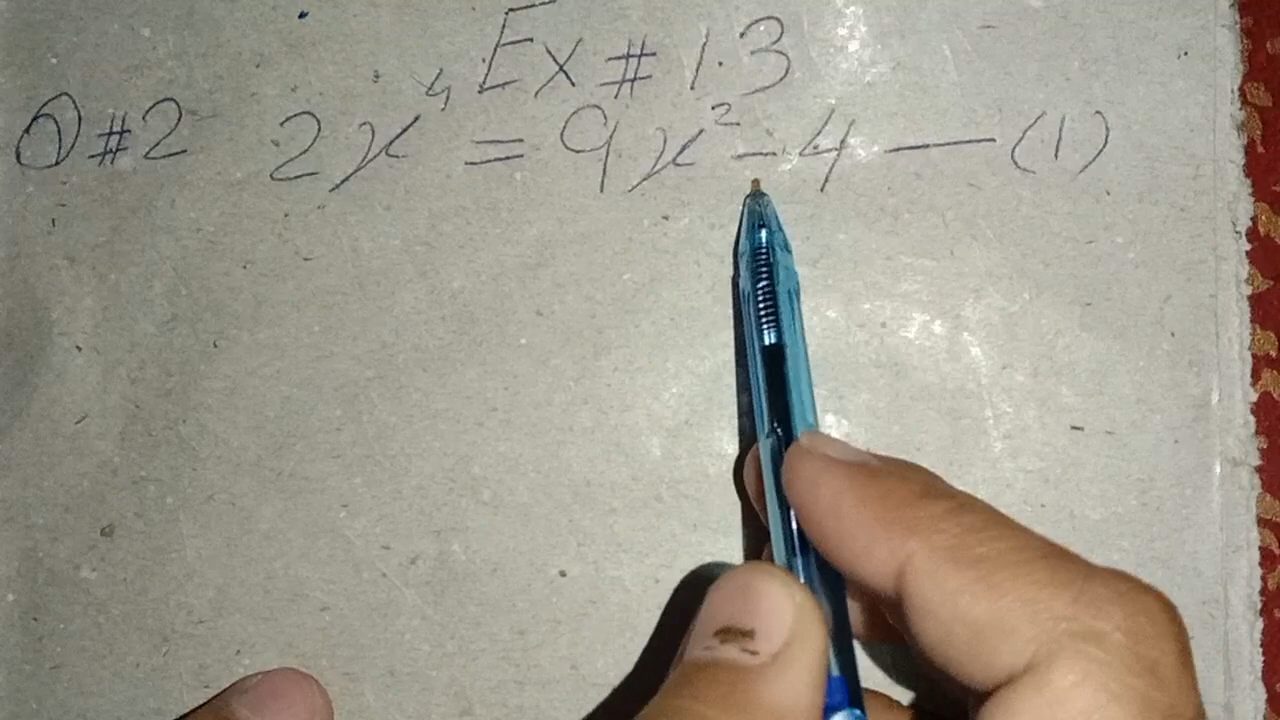 Ex # 1.3
Q#2 2x⁴ = 9x² - 4 — (1)